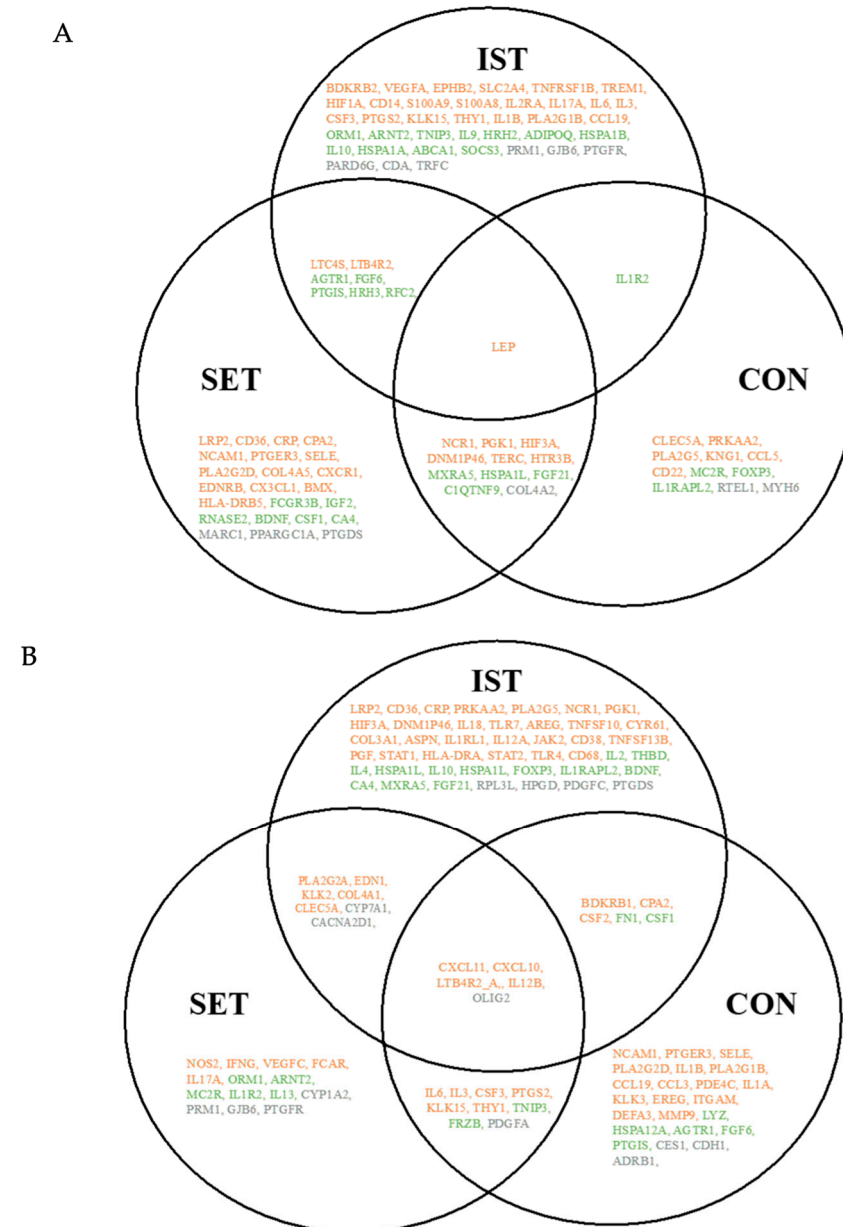 A
IST
BDKRB2, VEGFA, EPHB2, SLC2A4, TNFRSF1B, TREM1,
HIF1A, CD14, S100A9, S100A8, IL2RA, IL17A, IL6, IL3,
CSF3, PTGS2, KLK15, THY1, IL1B, PLA2G1B, CCL19,
ORM1, ARNT2, TNIP3, IL9, HRH2, ADIPOQ, HSPA1B,
IL10, HSPA1A, ABCA1, SOCS3, PRM1, GJB6, PTGFR,
PARD6G, CDA, TRFC
LTC4S, LTB4R2,
AGTR1, FGF6,
PTGIS, HRH3, RFC2,
IL1R2
LEP
SET
LRP2, CD36, CRP, CPA2,
NCAM1, PTGER3, SELE,
PLA2G2D, COL4A5, CXCR1,
EDNRB, CX3CL1, BMX,
HLA-DRB5, FCGR3B, IGF2,
RNASE2, BDNF, CSF1, CA4,
MARC1, PPARGC1A, PTGDS
NCR1, PGK1, HIF3A,
DNM1P46, TERC, HTR3B,
MXRA5, HSPA1L, FGF21,
C1QTNF9, COL4A2,
CON
CLEC5A, PRKAA2,
PLA2G5, KNG1, CCL5,
CD22, MC2R, FOXP3,
IL1RAPL2, RTEL1, MYH6
B
IST
LRP2, CD36, CRP, PRKAA2, PLA2G5, NCR1, PGK1,
HIF3A, DNM1P46, IL18, TLR7, AREG, TNFSF10, CYR61,
COL3A1, ASPN, IL1RL1, IL12A, JAK2, CD38, TNFSF13B,
PGF, STAT1, HLA-DRA, STAT2, TLR4, CD68, IL2, THBD,
IL4, HSPA1L, IL10, HSPA1L, FOXP3, IL1RAPL2, BDNF,
CA4, MXRA5, FGF21, RPL3L, HPGD, PDGFC, PTGDS
PLA2G2A, EDN1,
KLK2, COL4A1,
CLEC5A, CYP7A1,
CACNA2D1,
BDKRB1, CPA2,
CSF2, FN1, CSF1
CXCL11, CXCL10,
LTB4R2_A,, IL12B,
OLIG2
SET
NOS2, IFNG, VEGFC, FCAR,
IL17A, ORM1, ARNT2,
MC2R, IL1R2, IL13, CYP1A2,
PRM1, GJB6, PTGFR
IL6, IL3, CSF3, PTGS2,
KLK15, THY1, TNIP3,
FRZB, PDGFA
CON
NCAM1, PTGER3, SELE,
PLA2G2D, IL1B, PLA2G1B,
CCL19, CCL3, PDE4C, IL1A,
KLK3, EREG, ITGAM,
DEFA3, MMP9, LYZ,
HSPA12A, AGTR1, FGF6,
PTGIS, CES1, CDH1,
ADRB1,